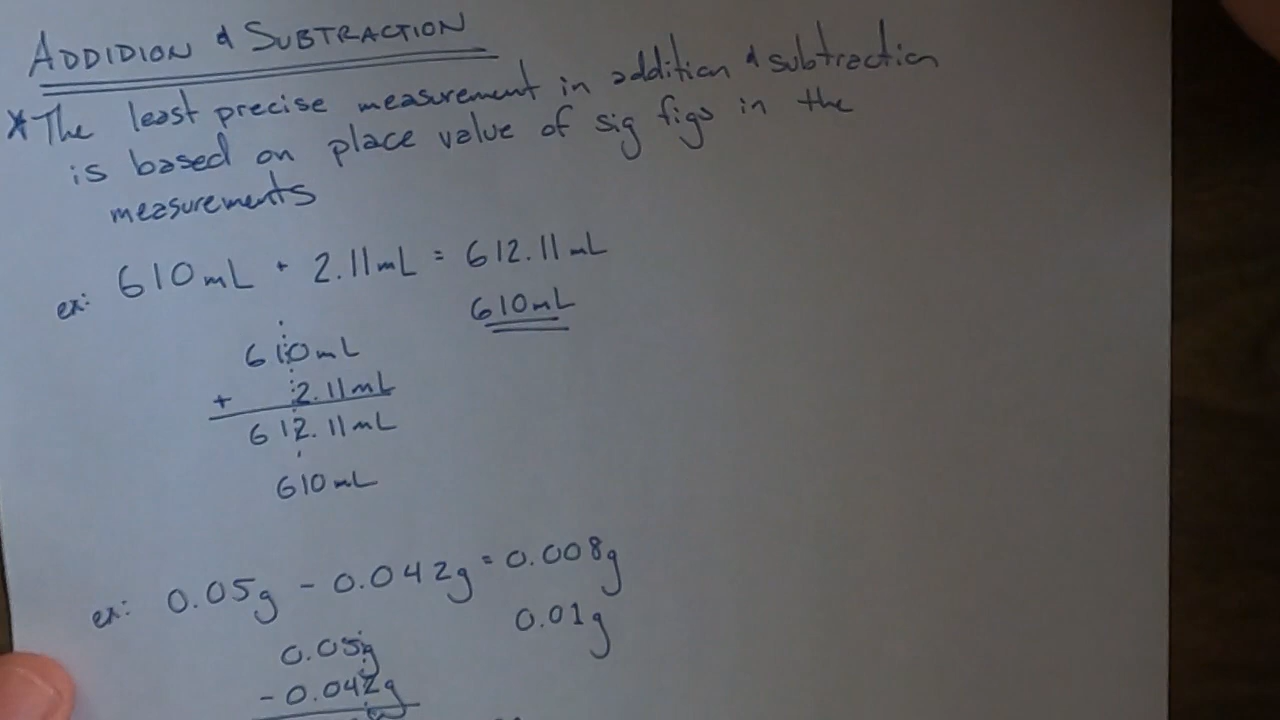 ADDIDION & SUBTRACTION
*The least precise measurement in addition & subtraction
is based on place value of sig figs in the
measurements
ex: 610mL + 2.11mL = 612.11mL
610mL
610mL
+ 2.11mL
612.11mL
610mL
ex: 0.05g - 0.042g = 0.008g
0.01g
0.05g
- 0.042g